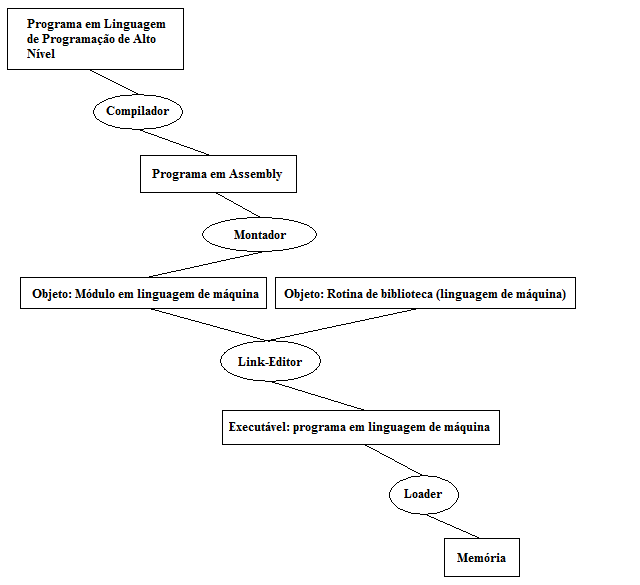 Programa em Linguagem
de Programação de Alto
Nível
Compilador
Programa em Assembly
Montador
Objeto: Módulo em linguagem de máquina
Objeto: Rotina de biblioteca (linguagem de máquina)
Link-Editor
Executável: programa em linguagem de máquina
Loader
Memória